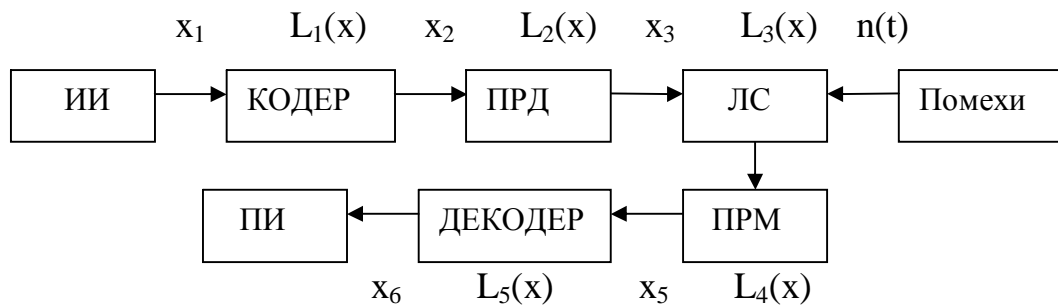 x₁ L₁(x) x₂ L₂(x) x₃ L₃(x) n(t)
ИИ КОДЕР ПРД ЛС Помехи
ПИ ДЕКОДЕР ПРМ
x₆ L₅(x) x₅ L₄(x)